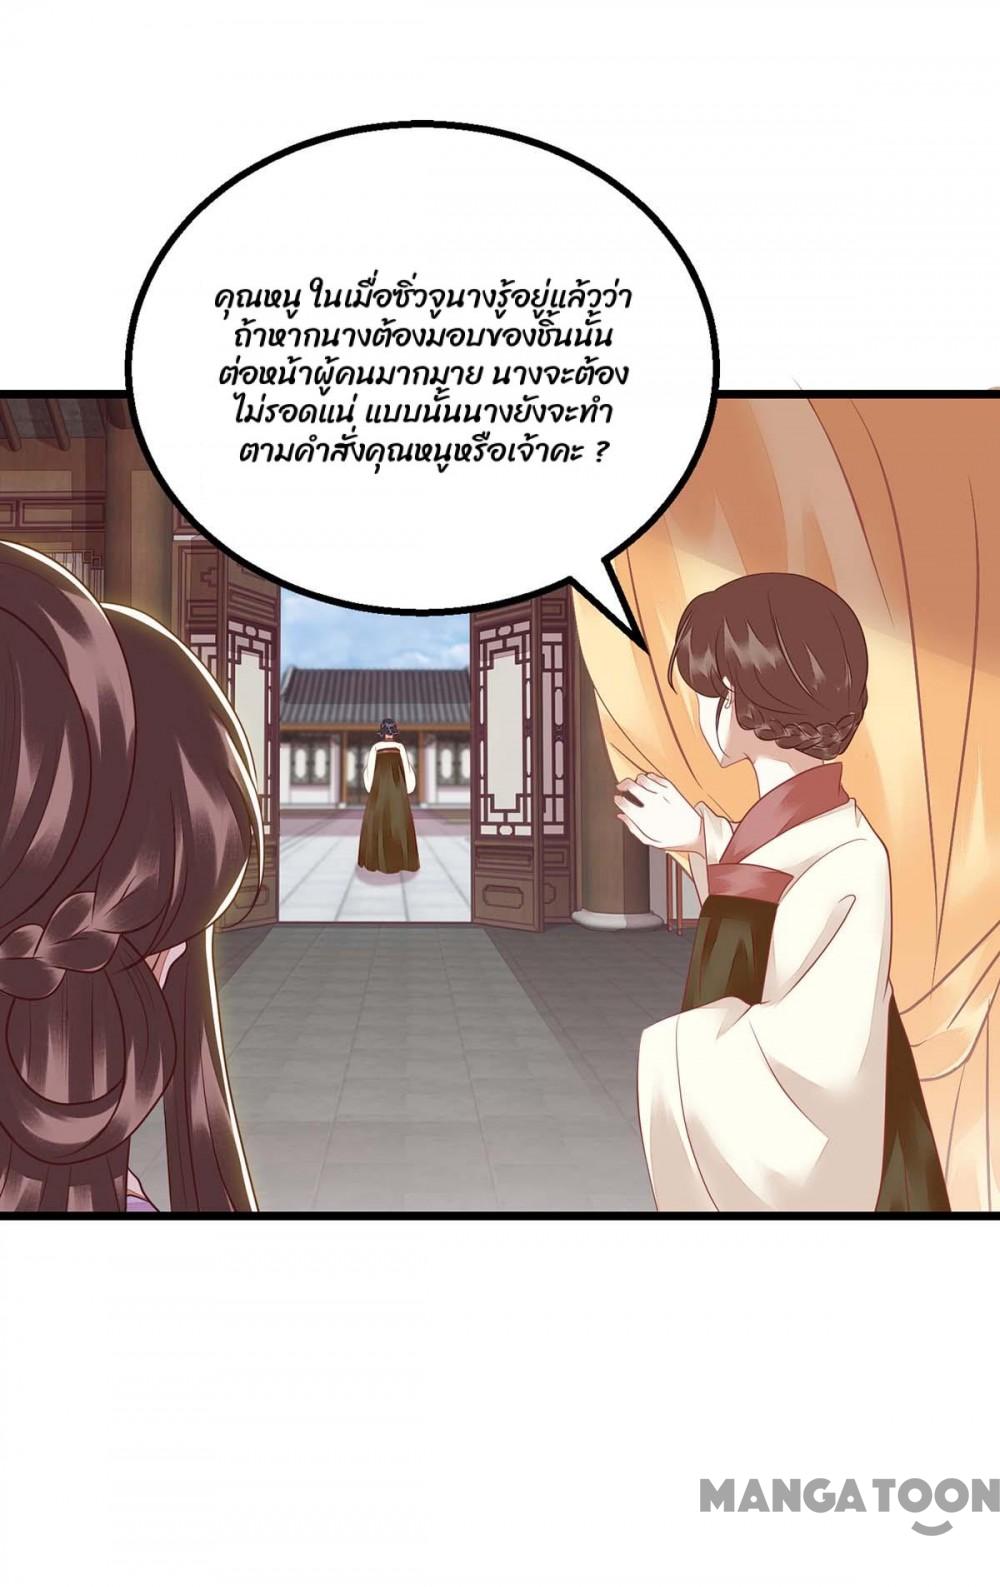 คุณหนู ในเมื่อซิ่วจูนางรู้อยู่แล้วว่า
ถ้าหากนางต้องมอบของชิ้นนั้น
ต่อหน้าผู้คนมากมาย นางจะต้อง
ไม่รอดแน่ แบบนั้นนางยังจะทำ
ตามคำสั่งคุณหนูหรือเจ้าคะ ?
MANGATOON